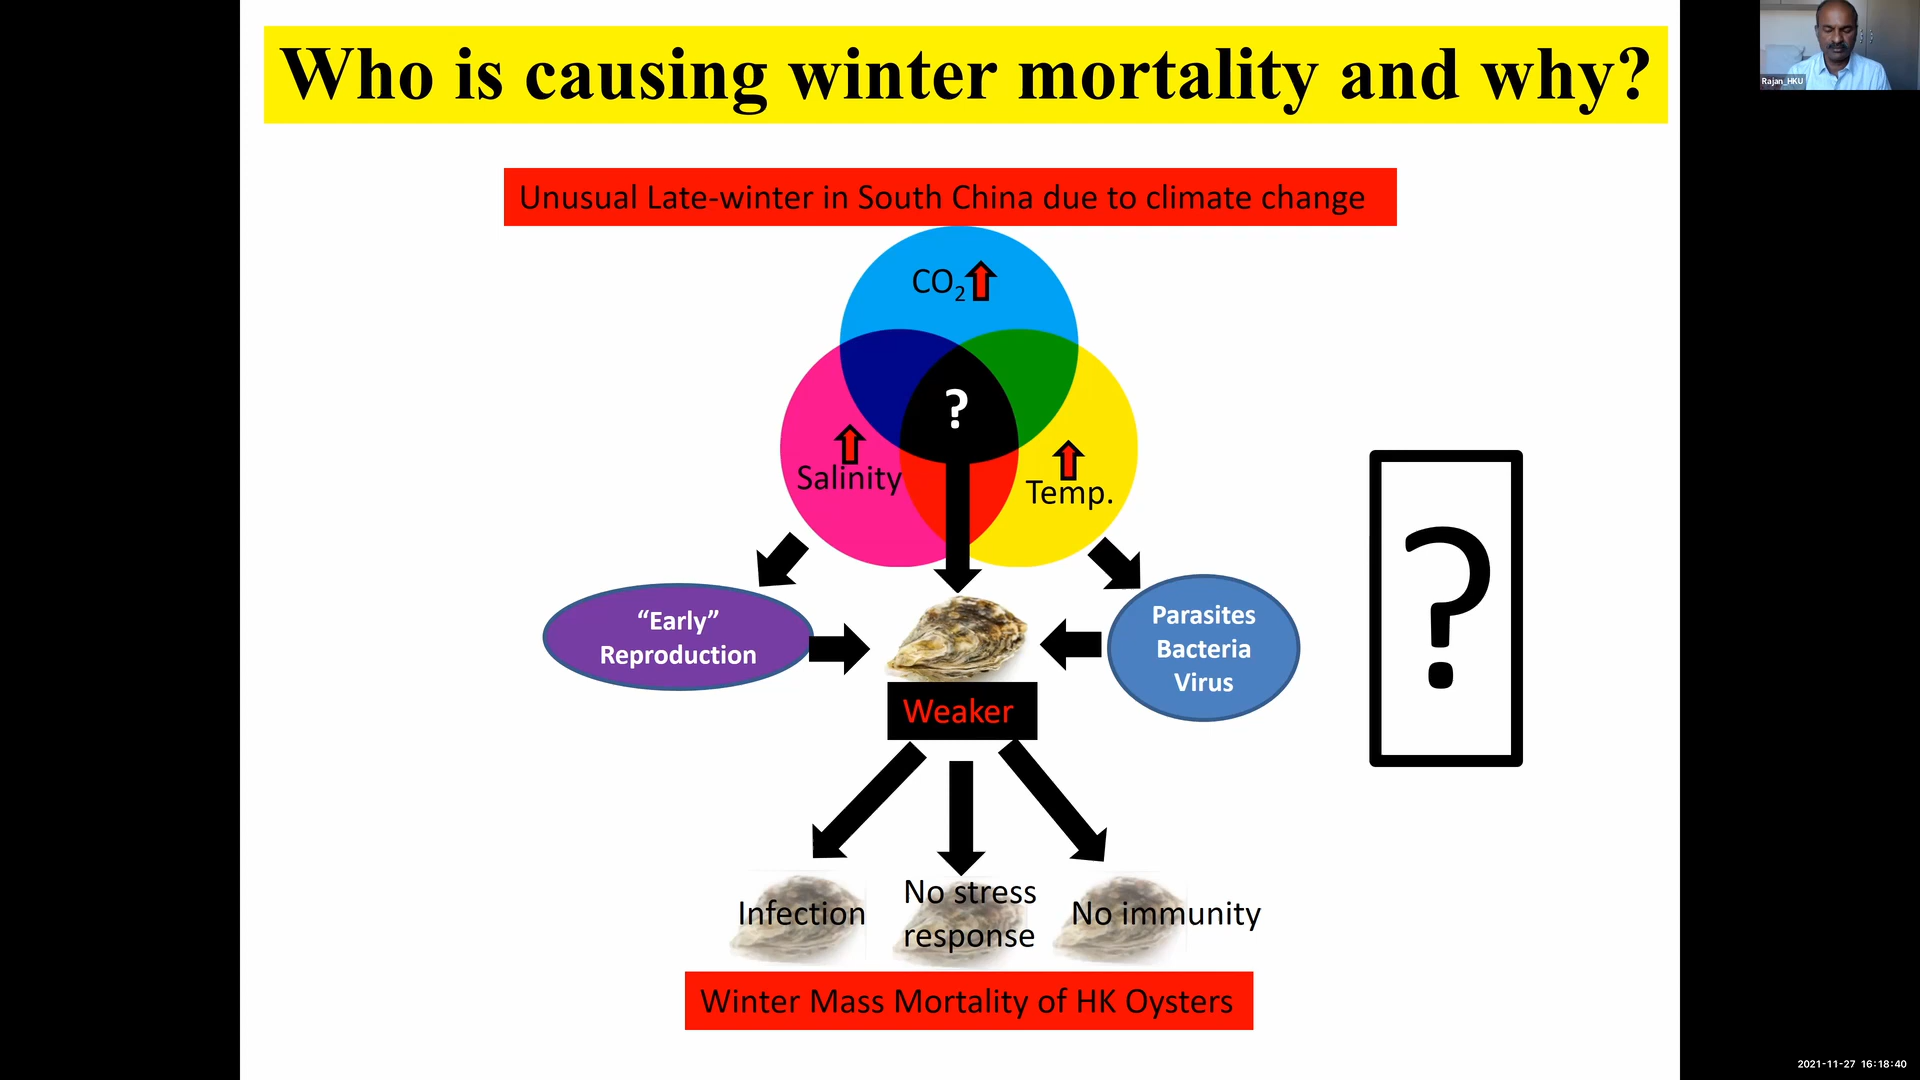 Who is causing winter mortality and why?
Rajan_HKU
Unusual Late-winter in South China due to climate change
CO₂
?
Salinity
Temp.
“Early”
Reproduction
Parasites
Bacteria
Virus
?
Weaker
Infection
No stress
response
No immunity
Winter Mass Mortality of HK Oysters
2021-11-27 16:18:40